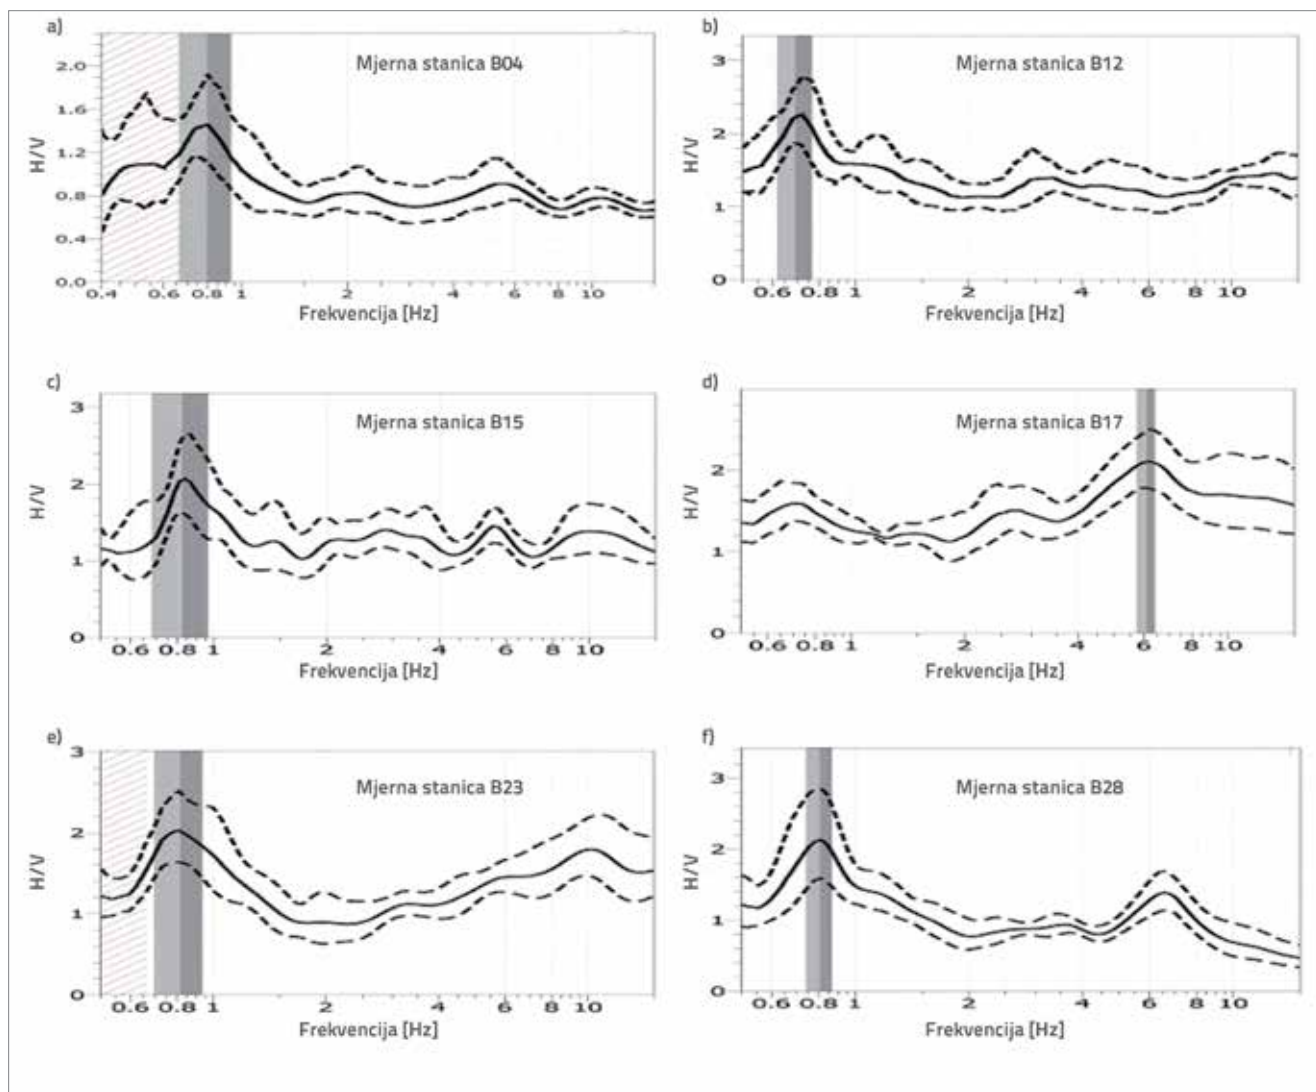 a)
Mjerna stanica B04
H/V
2.0
1.6
1.2
0.8
0.4
0.0
0.4 0.6 0.8 1 2 4 6 8 10
Frekvencija [Hz]
b)
Mjerna stanica B12
H/V
3
2
1
0
0.6 0.8 1 2 4 6 8 10
Frekvencija [Hz]
c)
Mjerna stanica B15
H/V
3
2
1
0
0.6 0.8 1 2 4 6 8 10
Frekvencija [Hz]
d)
Mjerna stanica B17
H/V
2
1
0
0.6 0.8 1 2 4 6 8 10
Frekvencija [Hz]
e)
Mjerna stanica B23
H/V
3
2
1
0
0.6 0.8 1 2 4 6 8 10
Frekvencija [Hz]
f)
Mjerna stanica B28
H/V
3
2
1
0
0.6 0.8 1 2 4 6 8 10
Frekvencija [Hz]